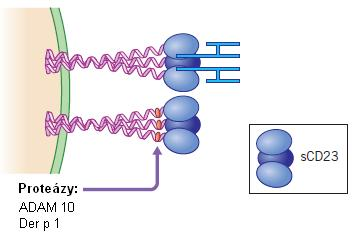 sCD23
Proteázy:
ADAM 10
Der p 1